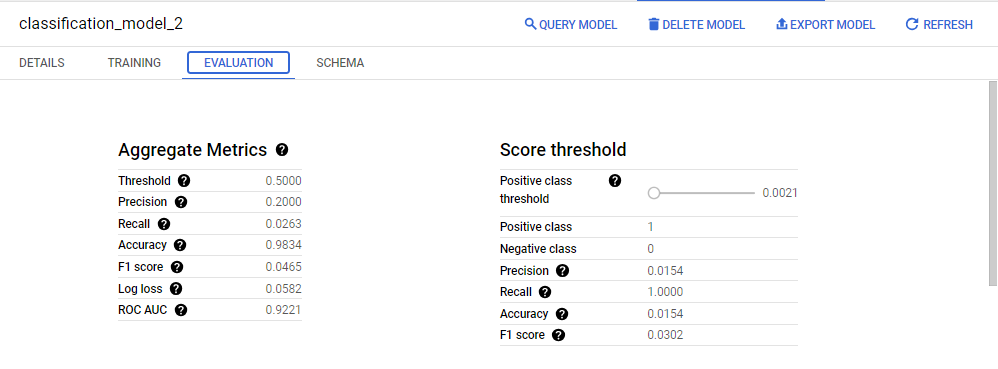 classification_model_2
QUERY MODEL
DELETE MODEL
EXPORT MODEL
REFRESH
DETAILS
TRAINING
EVALUATION
SCHEMA
Aggregate Metrics
Threshold 0.5000
Precision 0.2000
Recall 0.0263
Accuracy 0.9834
F1 score 0.0465
Log loss 0.0582
ROC AUC 0.9221
Score threshold
Positive class
threshold
0.0021
Positive class 1
Negative class 0
Precision 0.0154
Recall 1.0000
Accuracy 0.0154
F1 score 0.0302